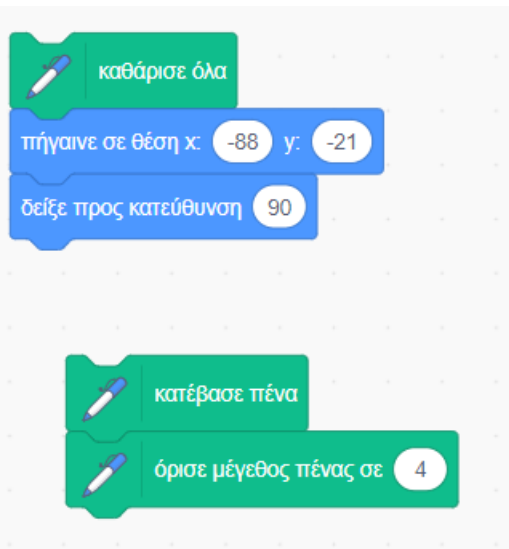 καθάρισε όλα
πήγαινε σε θέση x: -88 y: -21
δείξε προς κατεύθυνση 90
κατέβασε πένα
όρισε μέγεθος πένας σε 4